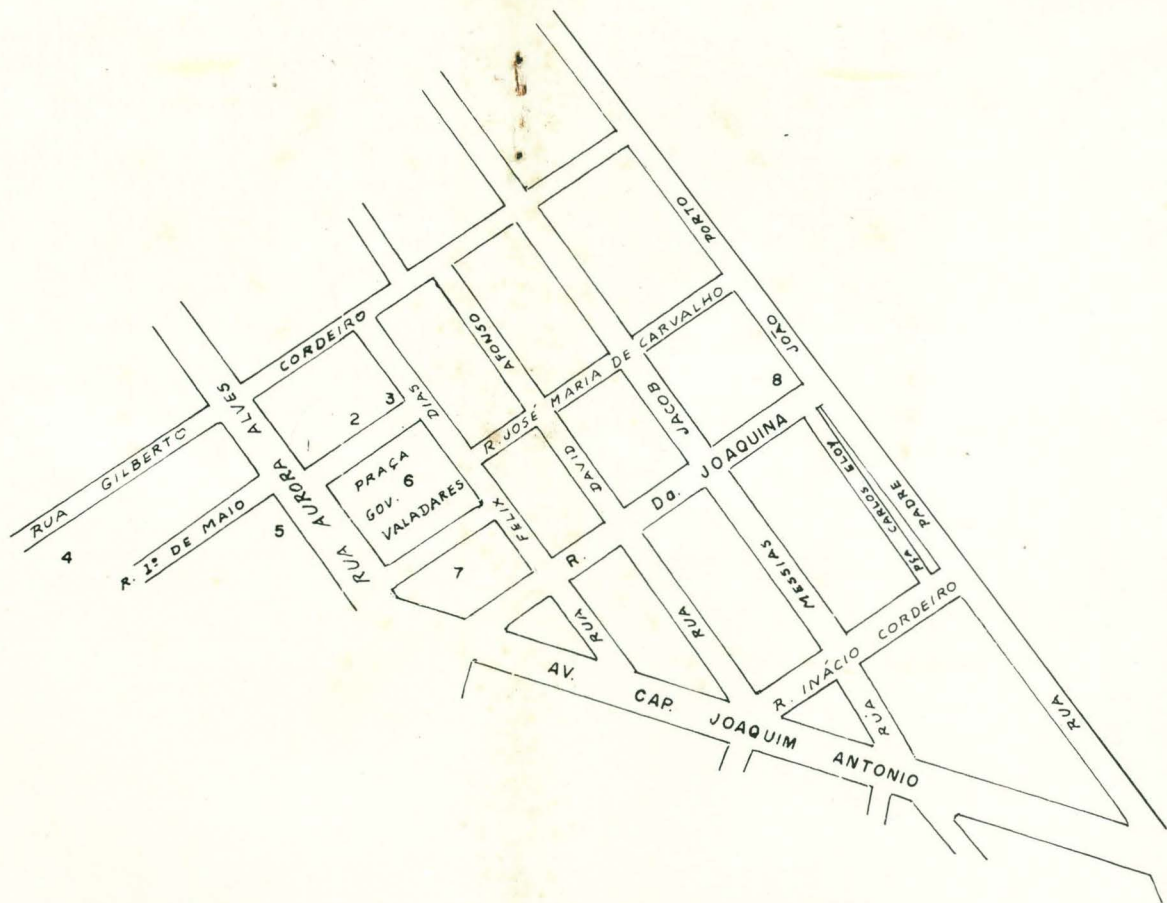 RUA GILBERTO ALVES CORDEIRO
R. 1º DE MAIO
RUA AURORA
PRAÇA
GOV.
VALADARES
RUA FELIX DIAS
RUA DAVID AFONSO
R. JOSÉ MARIA DE CARVALHO
RUA MESSIAS JACOB
R. Da. JOAQUINA
RUA PADRE JOÃO PORTO
PÇA CARLOS ELOY
R. INÁCIO CORDEIRO
AV. CAP. JOAQUIM ANTONIO
2
3
4
5
6
7
8